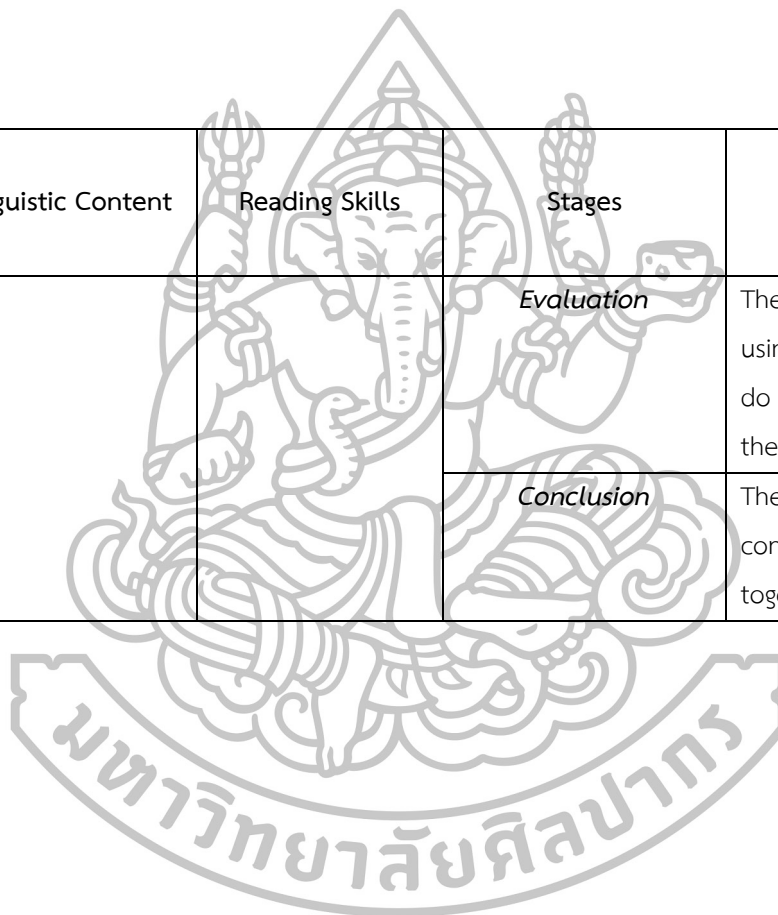 guistic Content Reading Skills Stages
Evaluation The
usin
do
the
Conclusion The
con
toge
มหาวิทยาลัยศิลปากร